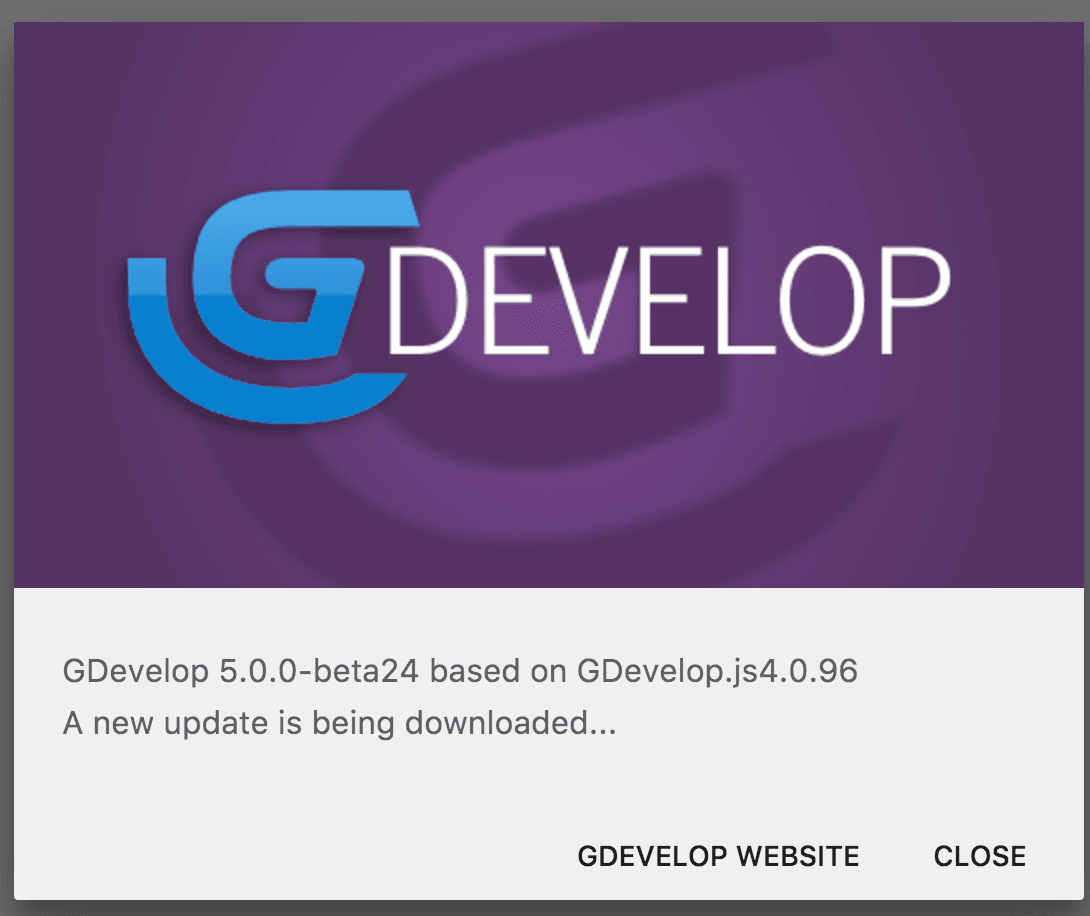 GDEVELOP
GDevelop 5.0.0-beta24 based on GDevelop.js4.0.96
A new update is being downloaded...
GDEVELOP WEBSITE CLOSE